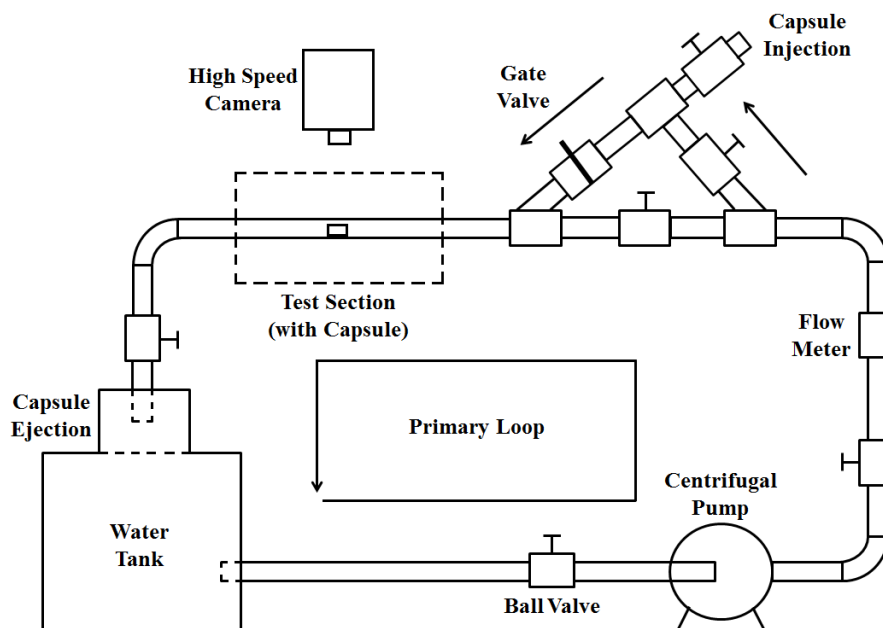 Capsule
Injection
High Speed
Camera
Gate
Valve
Test Section
(with Capsule)
Flow
Meter
Capsule
Ejection
Primary Loop
Centrifugal
Pump
Water
Tank
Ball Valve